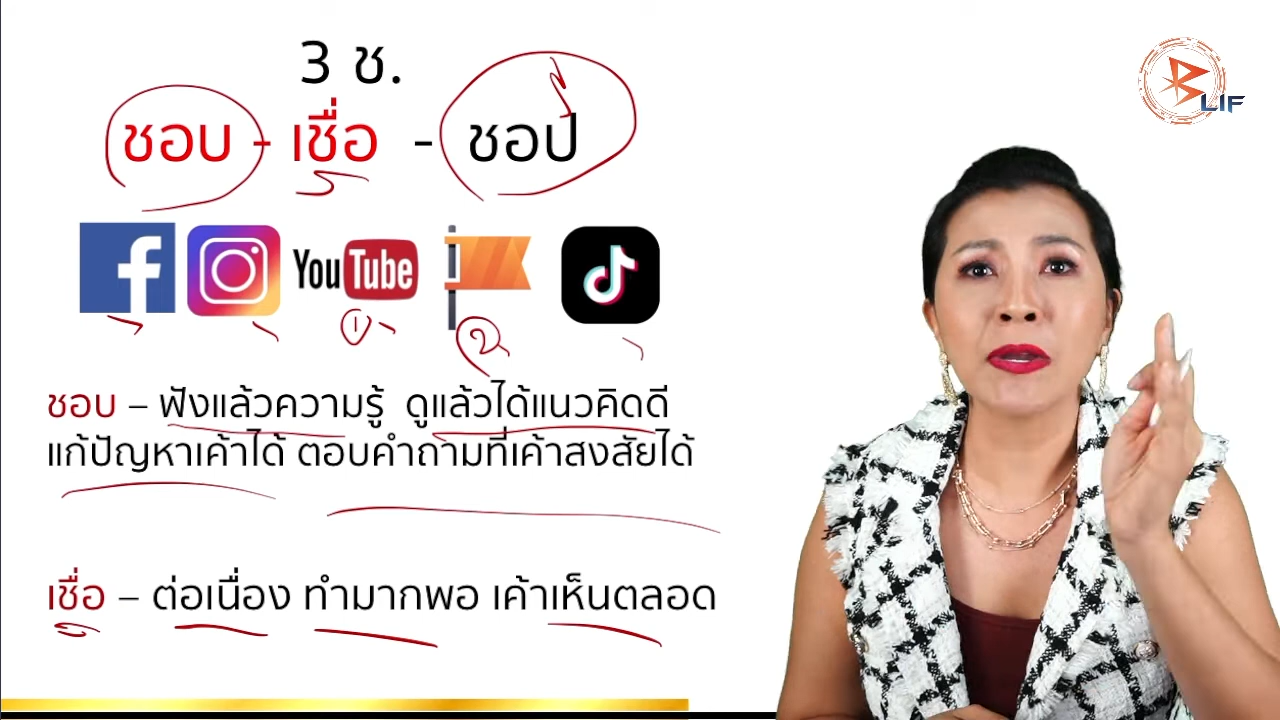 3 ช.
ชอบ - เชื่อ - ชอป
BLIF
YouTube
1
2
ชอบ – ฟังแล้วความรู้ ดูแล้วได้แนวคิดดี
แก้ปัญหาเค้าได้ ตอบคำถามที่เค้าสงสัยได้
เชื่อ – ต่อเนื่อง ทำมากพอ เค้าเห็นตลอด